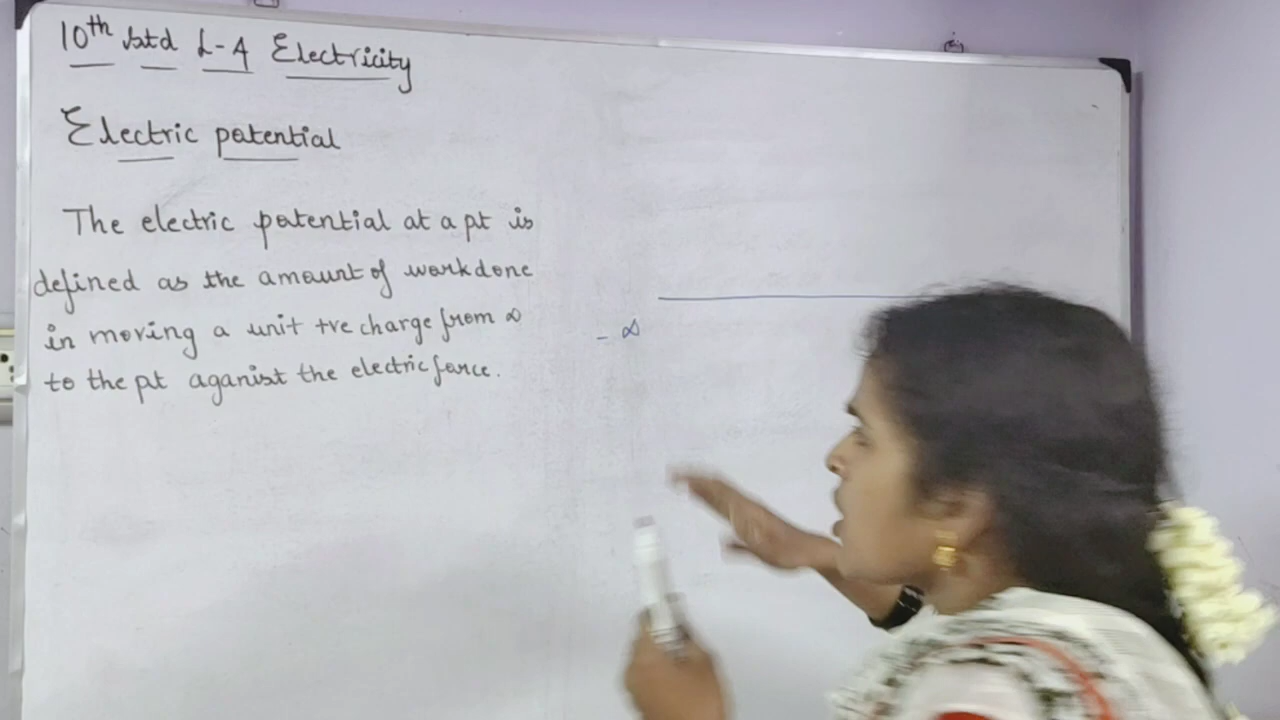 10th std L-4 Electricity
Electric potential
The electric potential at a pt is
defined as the amount of workdone
in moving a unit +ve charge from ∞
to the pt aganist the electric force.
- ∞